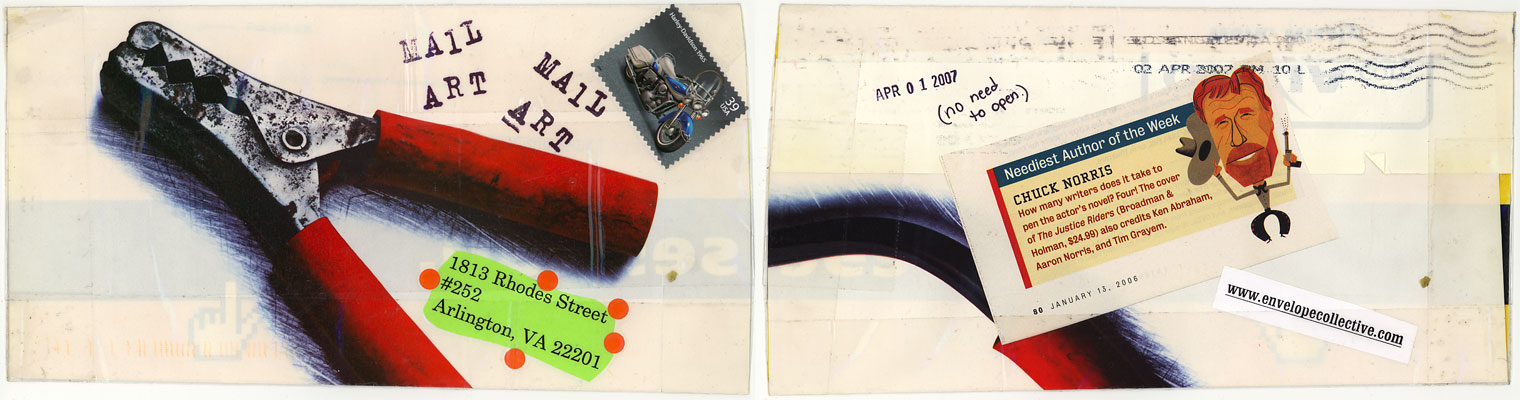 MAIL
ART
MAIL
ART
Harley-Davidson 1965
39
USA
1813 Rhodes Street
#252
Arlington, VA 22201
02 APR 2007 PM 10 L
APR 0 1 2007
(no need
to open!)
Neediest Author of the Week
CHUCK NORRIS
How many writers does it take to
pen the actor's novel? Four! The cover
of The Justice Riders (Broadman &
Holman, $24.99) also credits Ken Abraham,
Aaron Norris, and Tim Grayem.
80 JANUARY 13, 2006
www.envelopecollective.com